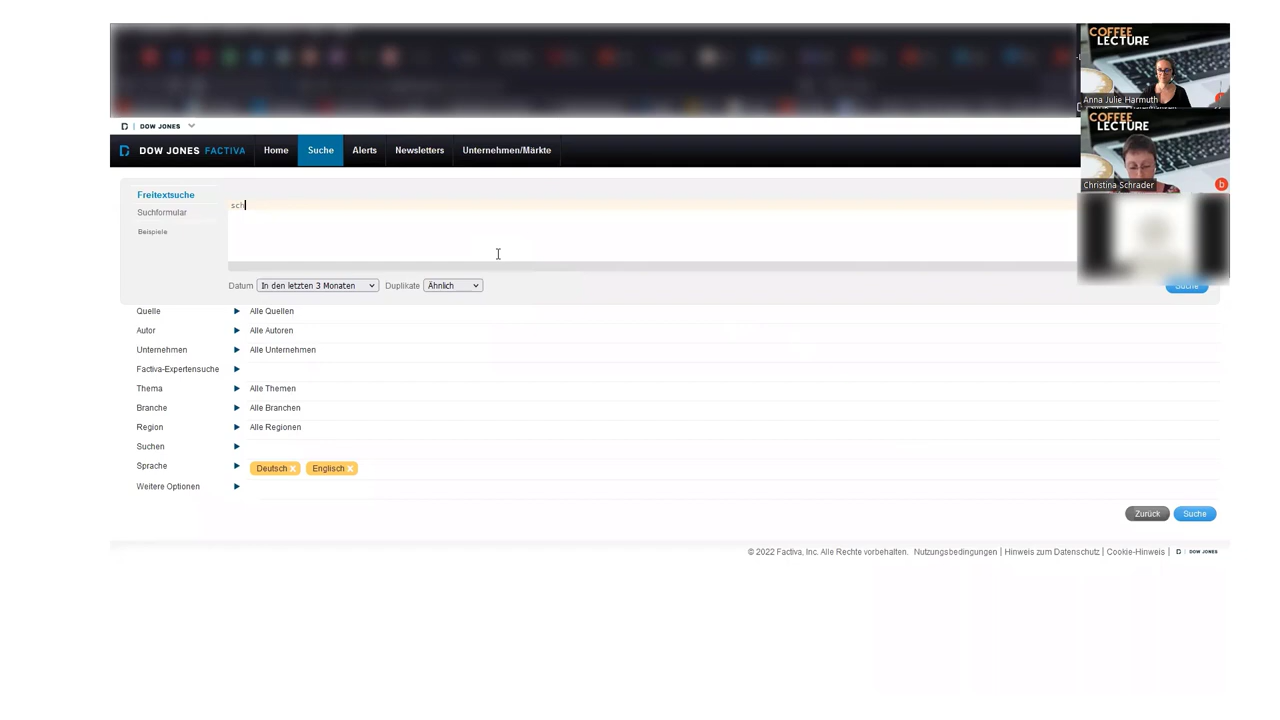 COFFEE
LECTURE
Anna Julie Harmuth
DOW JONES
DOW JONES FACTIVA Home Suche Alerts Newsletters Unternehmen/Märkte
COFFEE
LECTURE
Christina Schrader
Freitextsuche
sch
Suchformular
Beispiele
Datum In den letzten 3 Monaten Duplikate Ähnlich
Suche
Quelle Alle Quellen
Autor Alle Autoren
Unternehmen Alle Unternehmen
Factiva-Expertensuche
Thema Alle Themen
Branche Alle Branchen
Region Alle Regionen
Suchen
Sprache Deutsch x Englisch x
Weitere Optionen
Zurück Suche
© 2022 Factiva, Inc. Alle Rechte vorbehalten. Nutzungsbedingungen | Hinweis zum Datenschutz | Cookie-Hinweis | DOW JONES